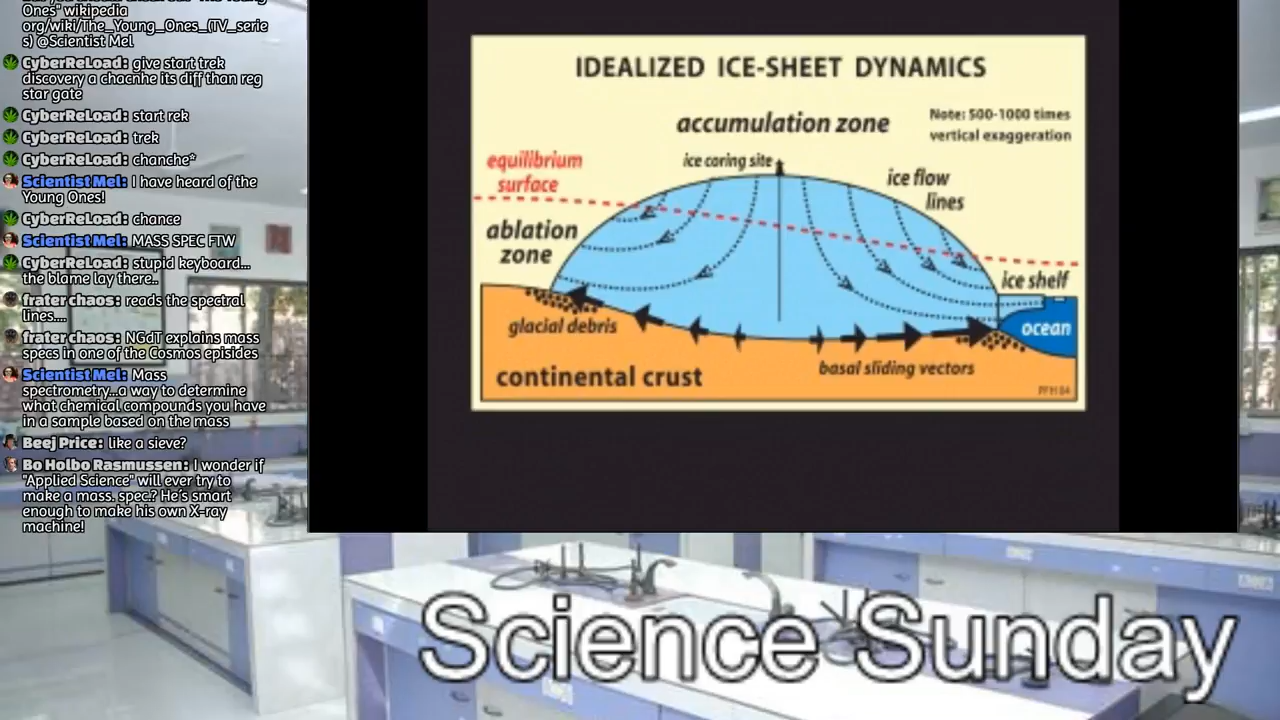 Ones" wikipedia
org/wiki/The_Young_Ones_(TV_serie
s) @Scientist Mel
CyberReLoad: give start trek
discovery a chacnhe its diff than reg
star gate
CyberReLoad: start rek
CyberReLoad: trek
CyberReLoad: chanche*
Scientist Mel: I have heard of the
Young Ones!
CyberReLoad: chance
Scientist Mel: MASS SPEC FTW
CyberReLoad: stupid keyboard...
the blame lay there..
frater chaos: reads the spectral
lines....
frater chaos: NGdT explains mass
specs in one of the Cosmos episides
Scientist Mel: Mass
spectrometry...a way to determine
what chemical compounds you have
in a sample based on the mass
Beej Price: like a sieve?
Bo Holbo Rasmussen: I wonder if
"Applied Science" will ever try to
make a mass. spec.? He's smart
enough to make his own X-ray
machine!
IDEALIZED ICE-SHEET DYNAMICS
accumulation zone
Note: 500-1000 times
vertical exaggeration
equilibrium
surface
ice coring site
ice flow
lines
ablation
zone
ice shelf
glacial debris
ocean
basal sliding vectors
continental crust
PFH 04
Science Sunday